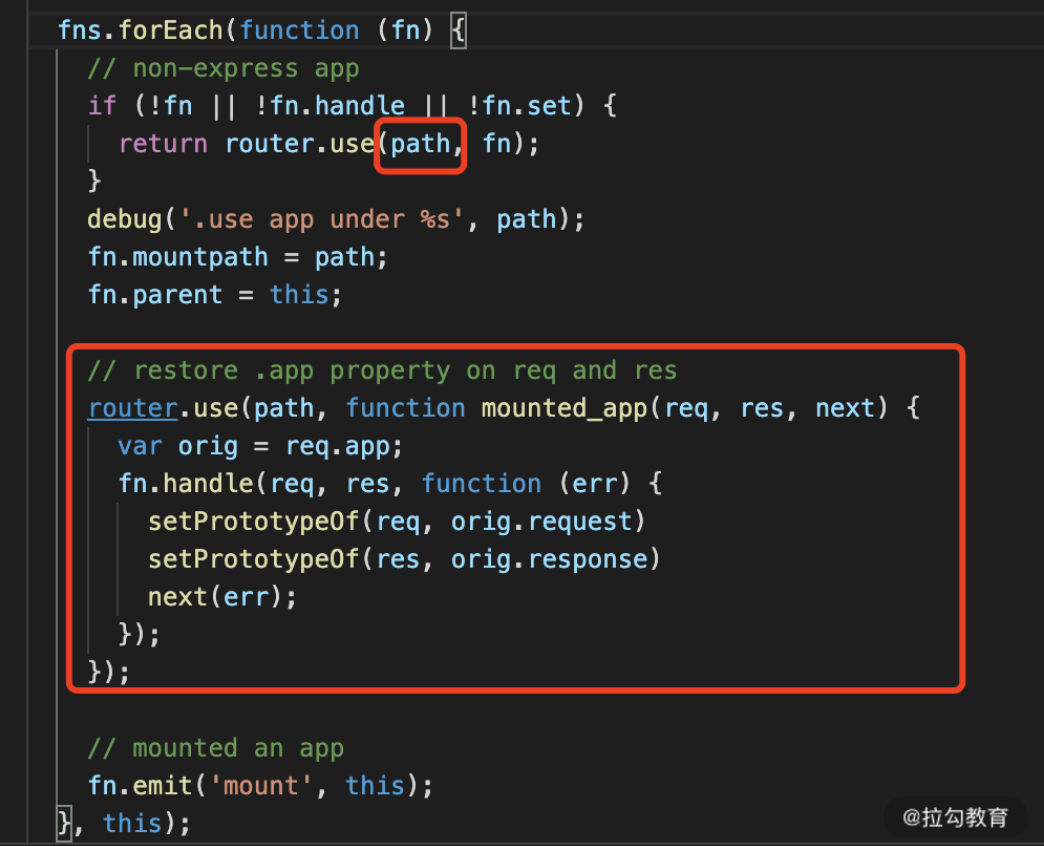 fns.forEach(function (fn) {
// non-express app
if (!fn || !fn.handle || !fn.set) {
return router.use(path, fn);
}
debug('.use app under %s', path);
fn.mountpath = path;
fn.parent = this;
// restore .app property on req and res
router.use(path, function mounted_app(req, res, next) {
var orig = req.app;
fn.handle(req, res, function (err) {
setPrototypeOf(req, orig.request)
setPrototypeOf(res, orig.response)
next(err);
});
});
// mounted an app
fn.emit('mount', this);
}, this);
@拉勾教育